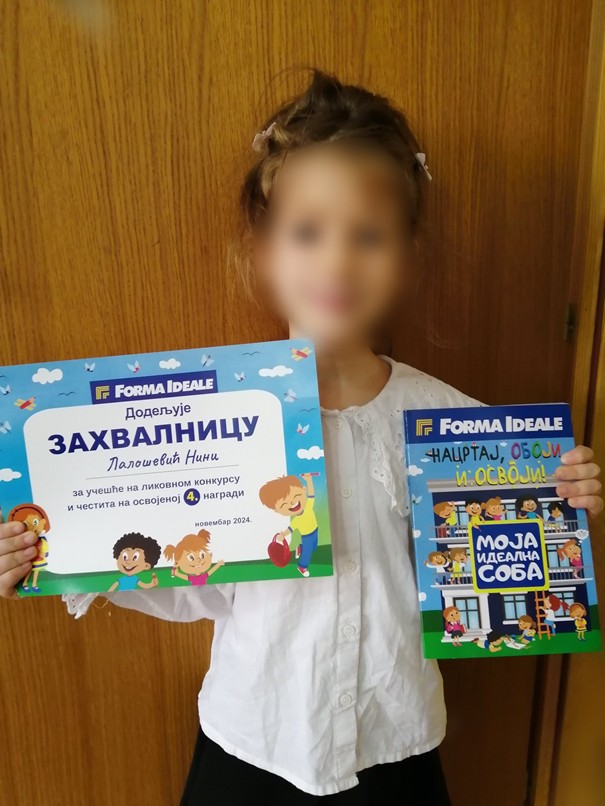 FORMA IDEALE
Додељује
ЗАХВАЛНИЦУ
Палошевић Нини
за учешће на ликовном конкурсу
и честита на освојеној 4. награди
новембар 2024.
FORMA IDEALE
НАЦРТАЈ, ОБОЈИ
И ОСВОЈИ!
МОЈА
ИДЕАЛНА
СОБА